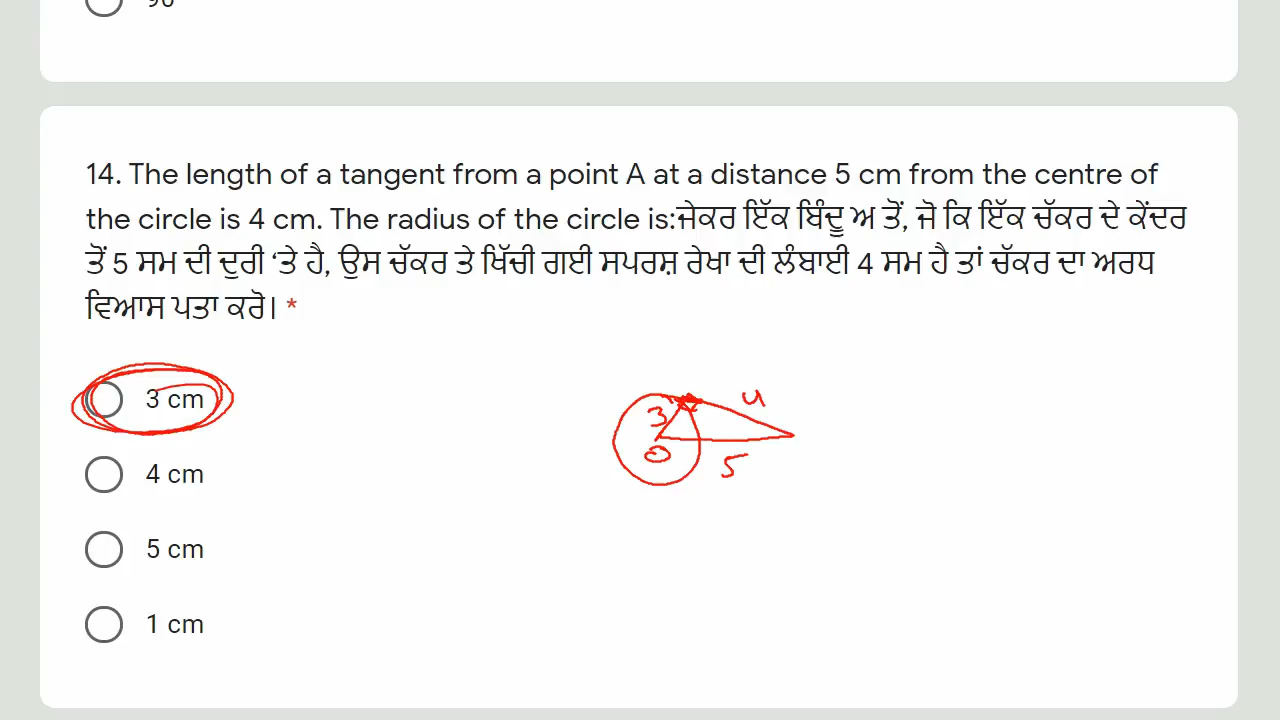 90
14. The length of a tangent from a point A at a distance 5 cm from the centre of
the circle is 4 cm. The radius of the circle is:ਜੇਕਰ ਇੱਕ ਬਿੰਦੂ ਅ ਤੋਂ, ਜੋ ਕਿ ਇੱਕ ਚੱਕਰ ਦੇ ਕੇਂਦਰ
ਤੋਂ 5 ਸਮ ਦੀ ਦੂਰੀ ‘ਤੇ ਹੈ, ਉਸ ਚੱਕਰ ਤੇ ਖਿੱਚੀ ਗਈ ਸਪਰਸ਼ ਰੇਖਾ ਦੀ ਲੰਬਾਈ 4 ਸਮ ਹੈ ਤਾਂ ਚੱਕਰ ਦਾ ਅਰਧ
ਵਿਆਸ ਪਤਾ ਕਰੋ। *
3 cm
4
3
O
5
4 cm
5 cm
1 cm